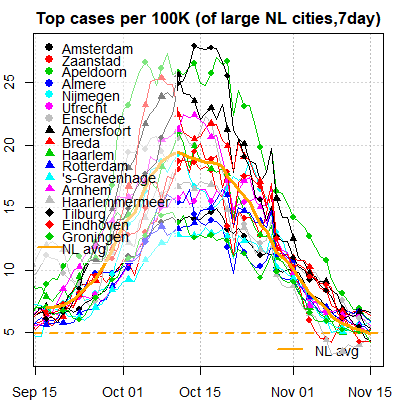 Top cases per 100K (of large NL cities,7day)
Amsterdam
Zaanstad
Apeldoorn
Almere
Nijmegen
Utrecht
Enschede
Amersfoort
Breda
Haarlem
Rotterdam
's-Gravenhage
Arnhem
Haarlemmermeer
Tilburg
Eindhoven
Groningen
NL avg
25
20
15
10
5
NL avg
Sep 15 Oct 01 Oct 15 Nov 01 Nov 15